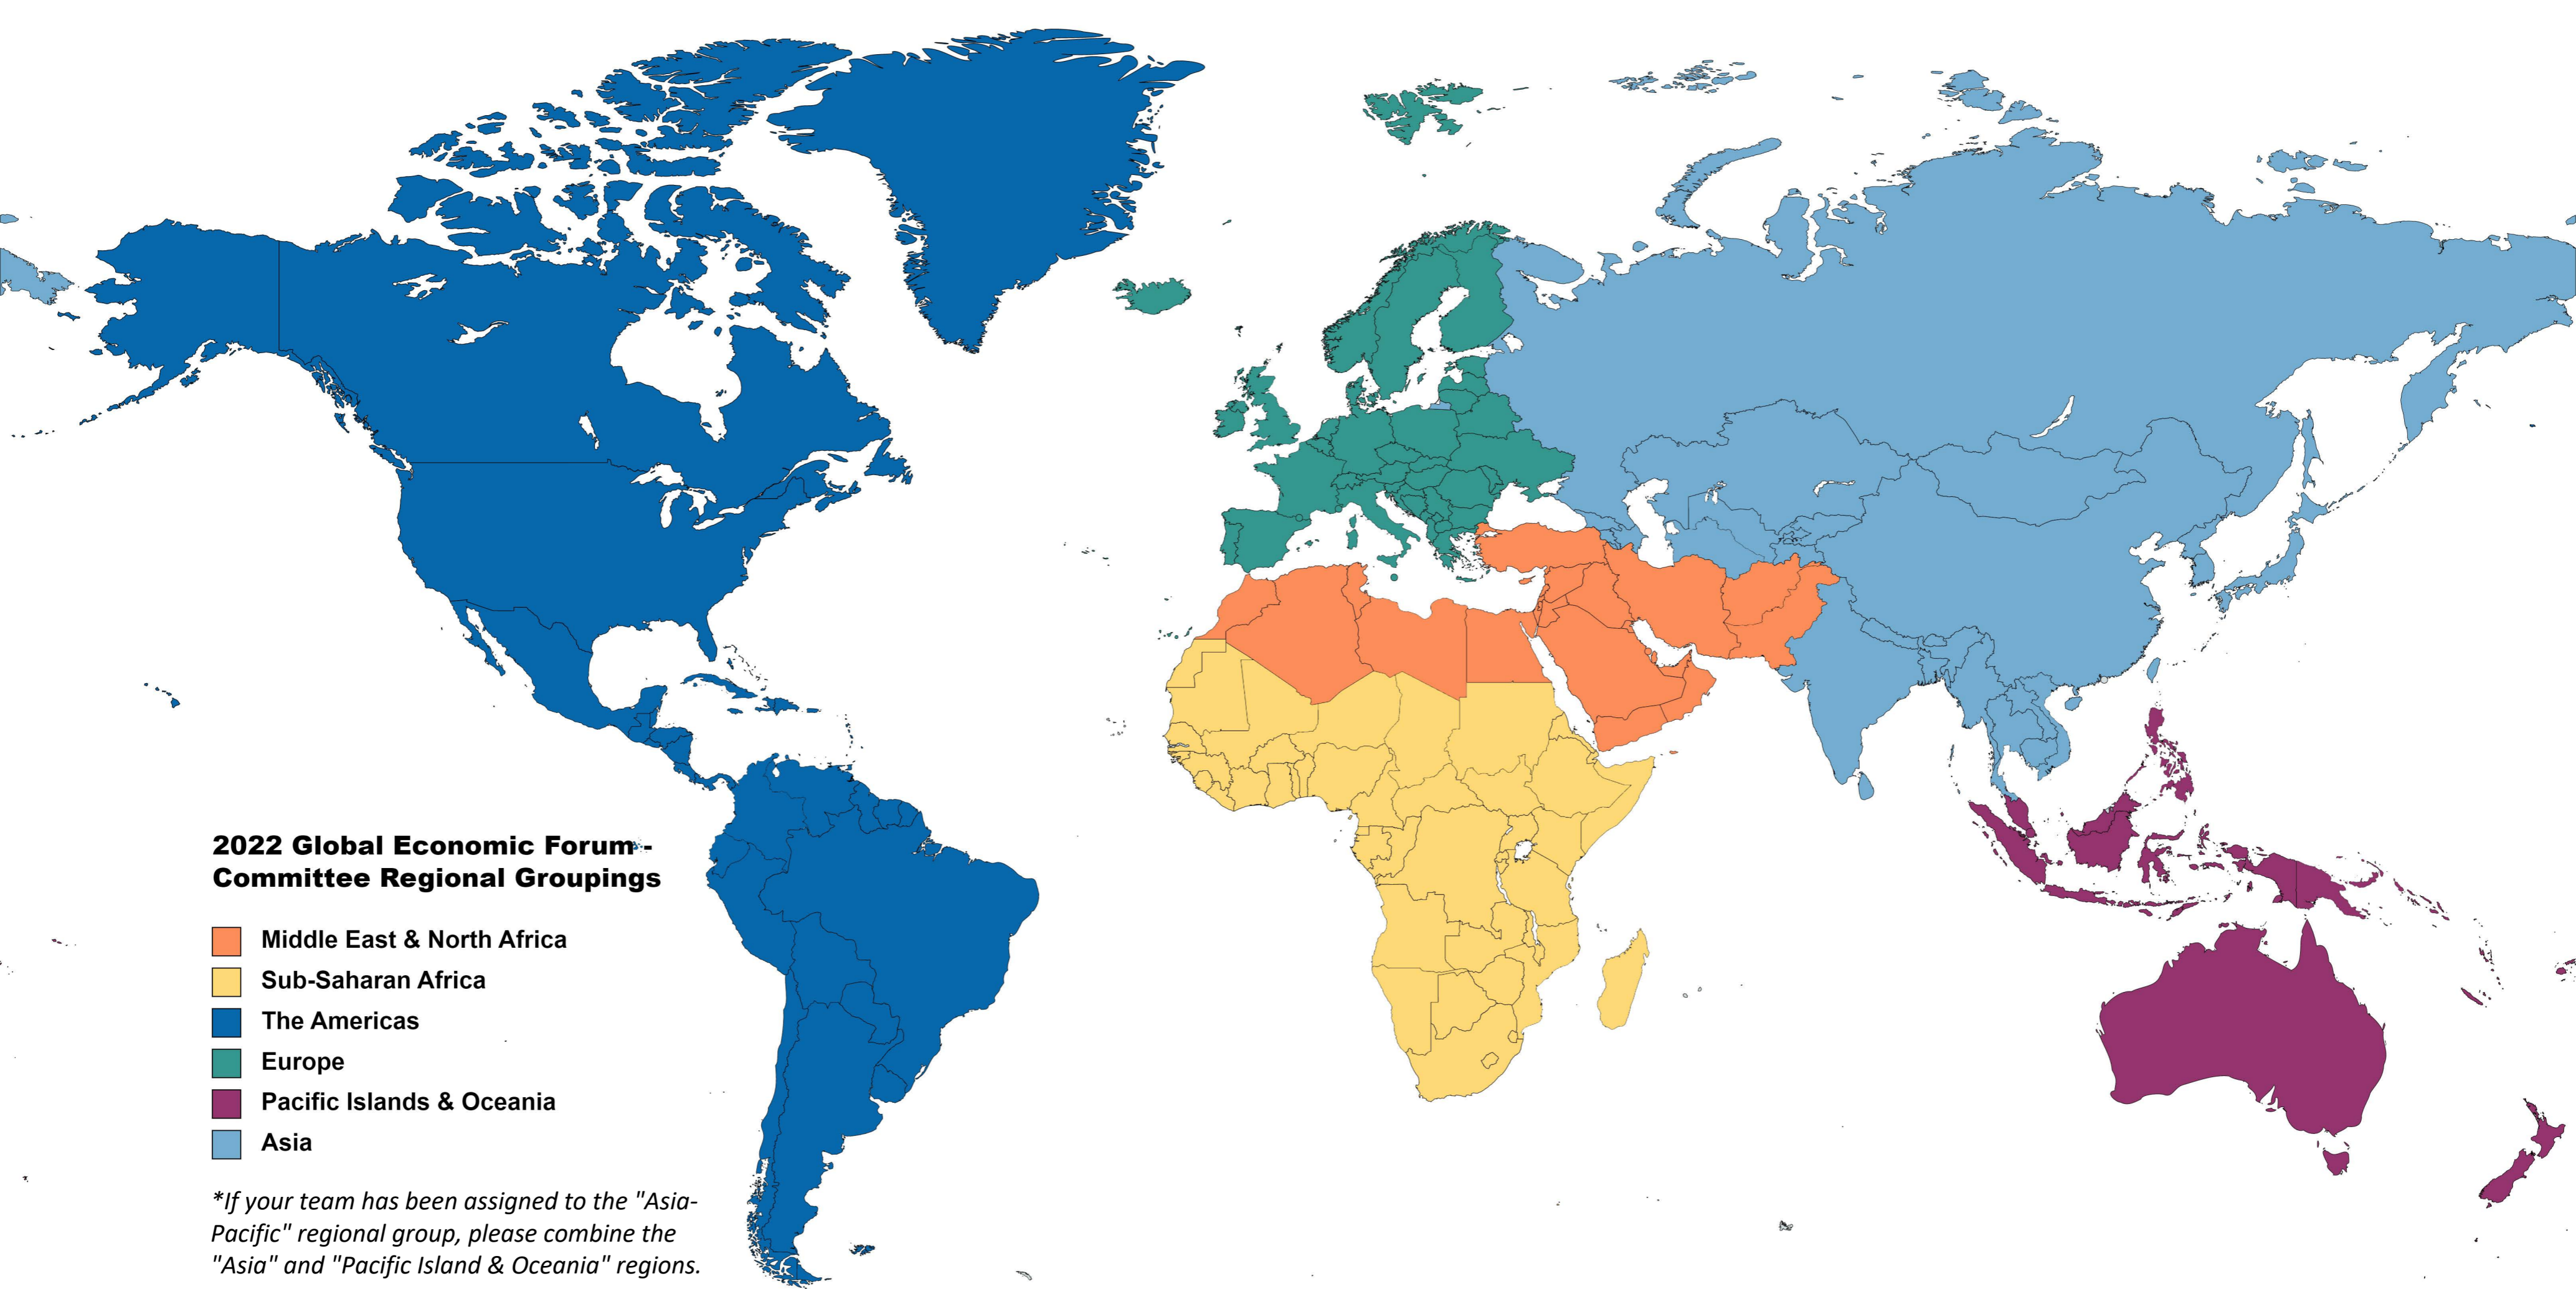 2022 Global Economic Forum -
Committee Regional Groupings
Middle East & North Africa
Sub-Saharan Africa
The Americas
Europe
Pacific Islands & Oceania
Asia
*If your team has been assigned to the "Asia-
Pacific" regional group, please combine the
"Asia" and "Pacific Island & Oceania" regions.